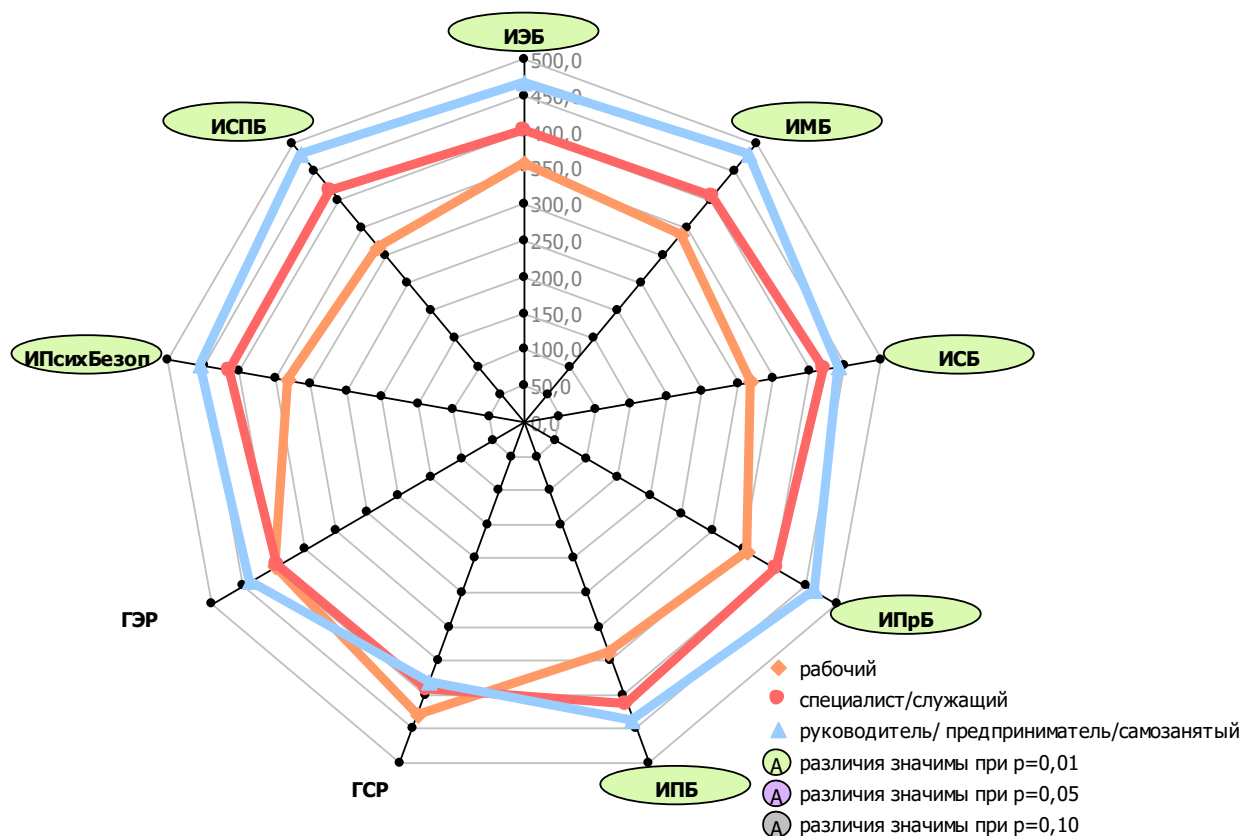 ИЭБ
500,0
450,0
400,0
350,0
300,0
250,0
200,0
150,0
100,0
50,0
0,0
ИМБ
ИСБ
ИПрБ
ИПБ
ГСР
ГЭР
ИПсихБезоп
ИСПБ
рабочий
специалист/служащий
руководитель/ предприниматель/самозанятый
А различия значимы при p=0,01
А различия значимы при p=0,05
А различия значимы при p=0,10